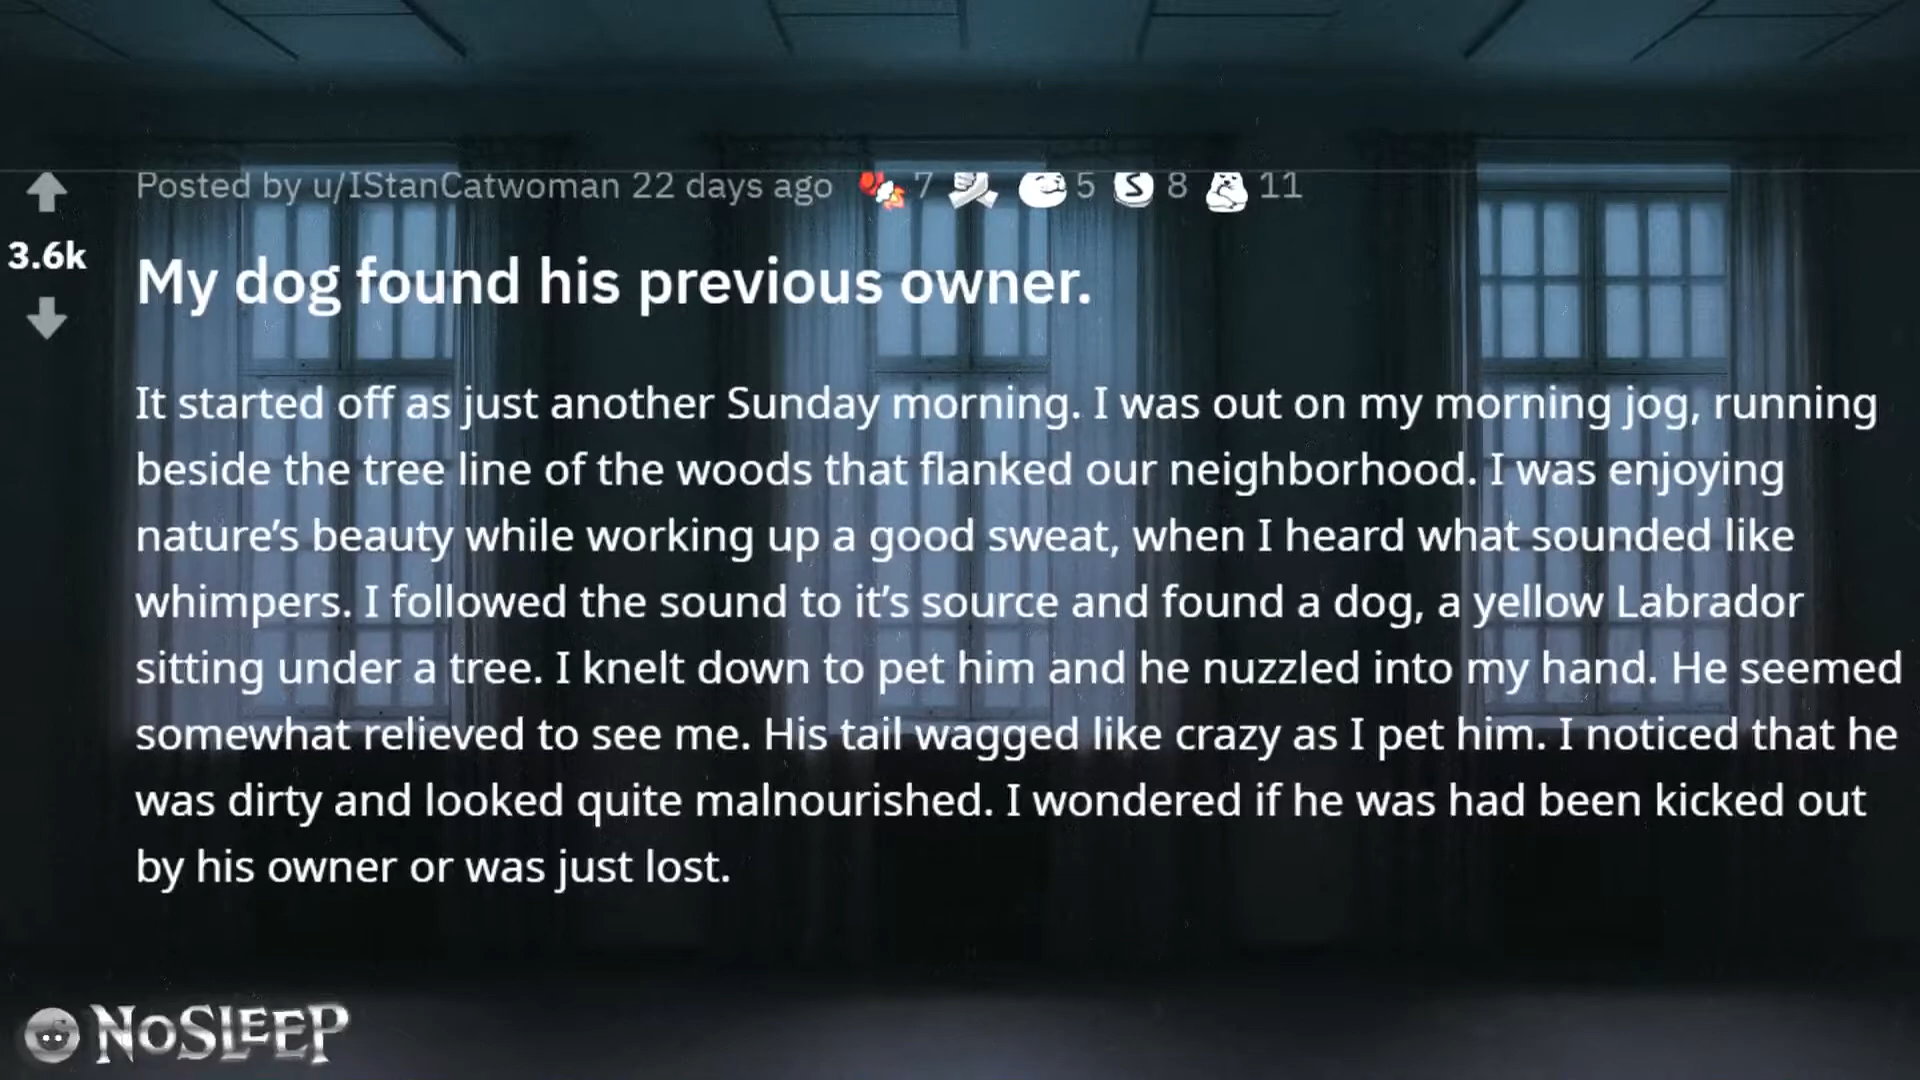 Posted by u/IStanCatwoman 22 days ago 7 5 8 11
3.6k
My dog found his previous owner.
It started off as just another Sunday morning. I was out on my morning jog, running
beside the tree line of the woods that flanked our neighborhood. I was enjoying
nature’s beauty while working up a good sweat, when I heard what sounded like
whimpers. I followed the sound to it’s source and found a dog, a yellow Labrador
sitting under a tree. I knelt down to pet him and he nuzzled into my hand. He seemed
somewhat relieved to see me. His tail wagged like crazy as I pet him. I noticed that he
was dirty and looked quite malnourished. I wondered if he was had been kicked out
by his owner or was just lost.
NoSLEEP